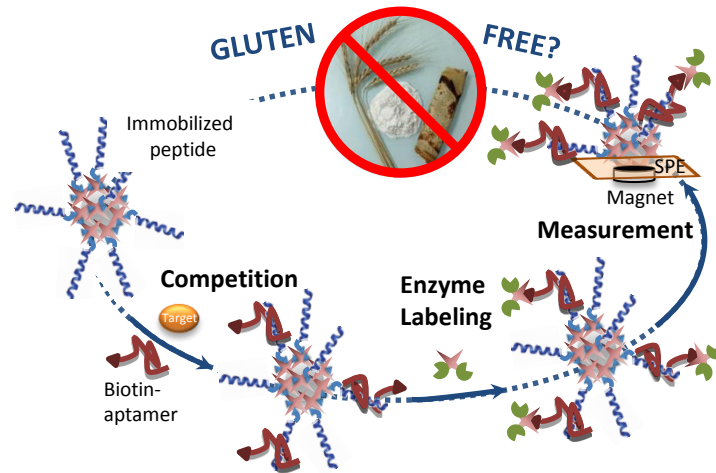 GLUTEN
FREE?
Immobilized
peptide
SPE
Magnet
Measurement
Competition
Target
Enzyme
Labeling
Biotin-
aptamer